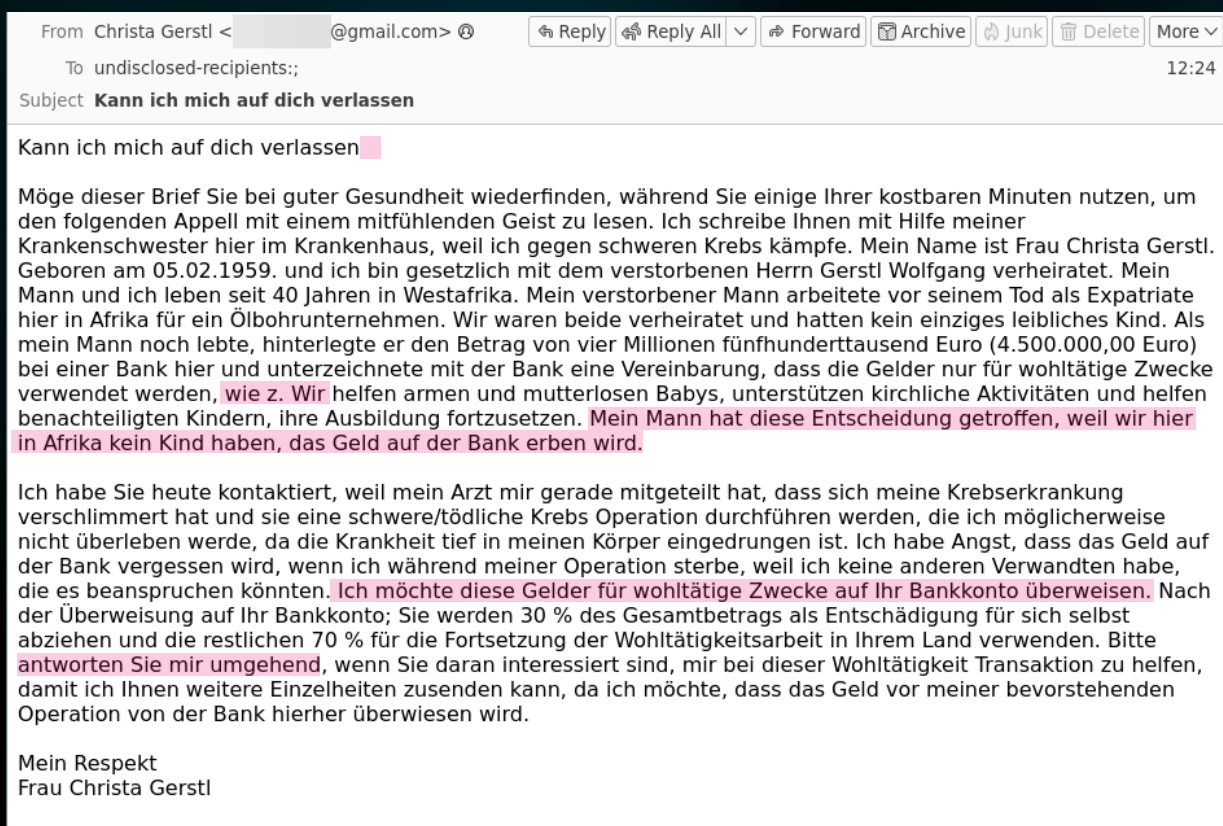 From Christa Gerstl < @gmail.com> Reply Reply All Forward Archive Junk Delete More
To undisclosed-recipients:; 12:24
Subject Kann ich mich auf dich verlassen
Kann ich mich auf dich verlassen
Möge dieser Brief Sie bei guter Gesundheit wiederfinden, während Sie einige Ihrer kostbaren Minuten nutzen, um
den folgenden Appell mit einem mitfühlenden Geist zu lesen. Ich schreibe Ihnen mit Hilfe meiner
Krankenschwester hier im Krankenhaus, weil ich gegen schweren Krebs kämpfe. Mein Name ist Frau Christa Gerstl.
Geboren am 05.02.1959. und ich bin gesetzlich mit dem verstorbenen Herrn Gerstl Wolfgang verheiratet. Mein
Mann und ich leben seit 40 Jahren in Westafrika. Mein verstorbener Mann arbeitete vor seinem Tod als Expatriate
hier in Afrika für ein Ölbohrunternehmen. Wir waren beide verheiratet und hatten kein einziges leibliches Kind. Als
mein Mann noch lebte, hinterlegte er den Betrag von vier Millionen fünfhunderttausend Euro (4.500.000,00 Euro)
bei einer Bank hier und unterzeichnete mit der Bank eine Vereinbarung, dass die Gelder nur für wohltätige Zwecke
verwendet werden, wie z. Wir helfen armen und mutterlosen Babys, unterstützen kirchliche Aktivitäten und helfen
benachteiligten Kindern, ihre Ausbildung fortzusetzen. Mein Mann hat diese Entscheidung getroffen, weil wir hier
in Afrika kein Kind haben, das Geld auf der Bank erben wird.
Ich habe Sie heute kontaktiert, weil mein Arzt mir gerade mitgeteilt hat, dass sich meine Krebserkrankung
verschlimmert hat und sie eine schwere/tödliche Krebs Operation durchführen werden, die ich möglicherweise
nicht überleben werde, da die Krankheit tief in meinen Körper eingedrungen ist. Ich habe Angst, dass das Geld auf
der Bank vergessen wird, wenn ich während meiner Operation sterbe, weil ich keine anderen Verwandten habe,
die es beanspruchen könnten. Ich möchte diese Gelder für wohltätige Zwecke auf Ihr Bankkonto überweisen. Nach
der Überweisung auf Ihr Bankkonto; Sie werden 30 % des Gesamtbetrags als Entschädigung für sich selbst
abziehen und die restlichen 70 % für die Fortsetzung der Wohltätigkeitsarbeit in Ihrem Land verwenden. Bitte
antworten Sie mir umgehend, wenn Sie daran interessiert sind, mir bei dieser Wohltätigkeit Transaktion zu helfen,
damit ich Ihnen weitere Einzelheiten zusenden kann, da ich möchte, dass das Geld vor meiner bevorstehenden
Operation von der Bank hierher überwiesen wird.
Mein Respekt
Frau Christa Gerstl